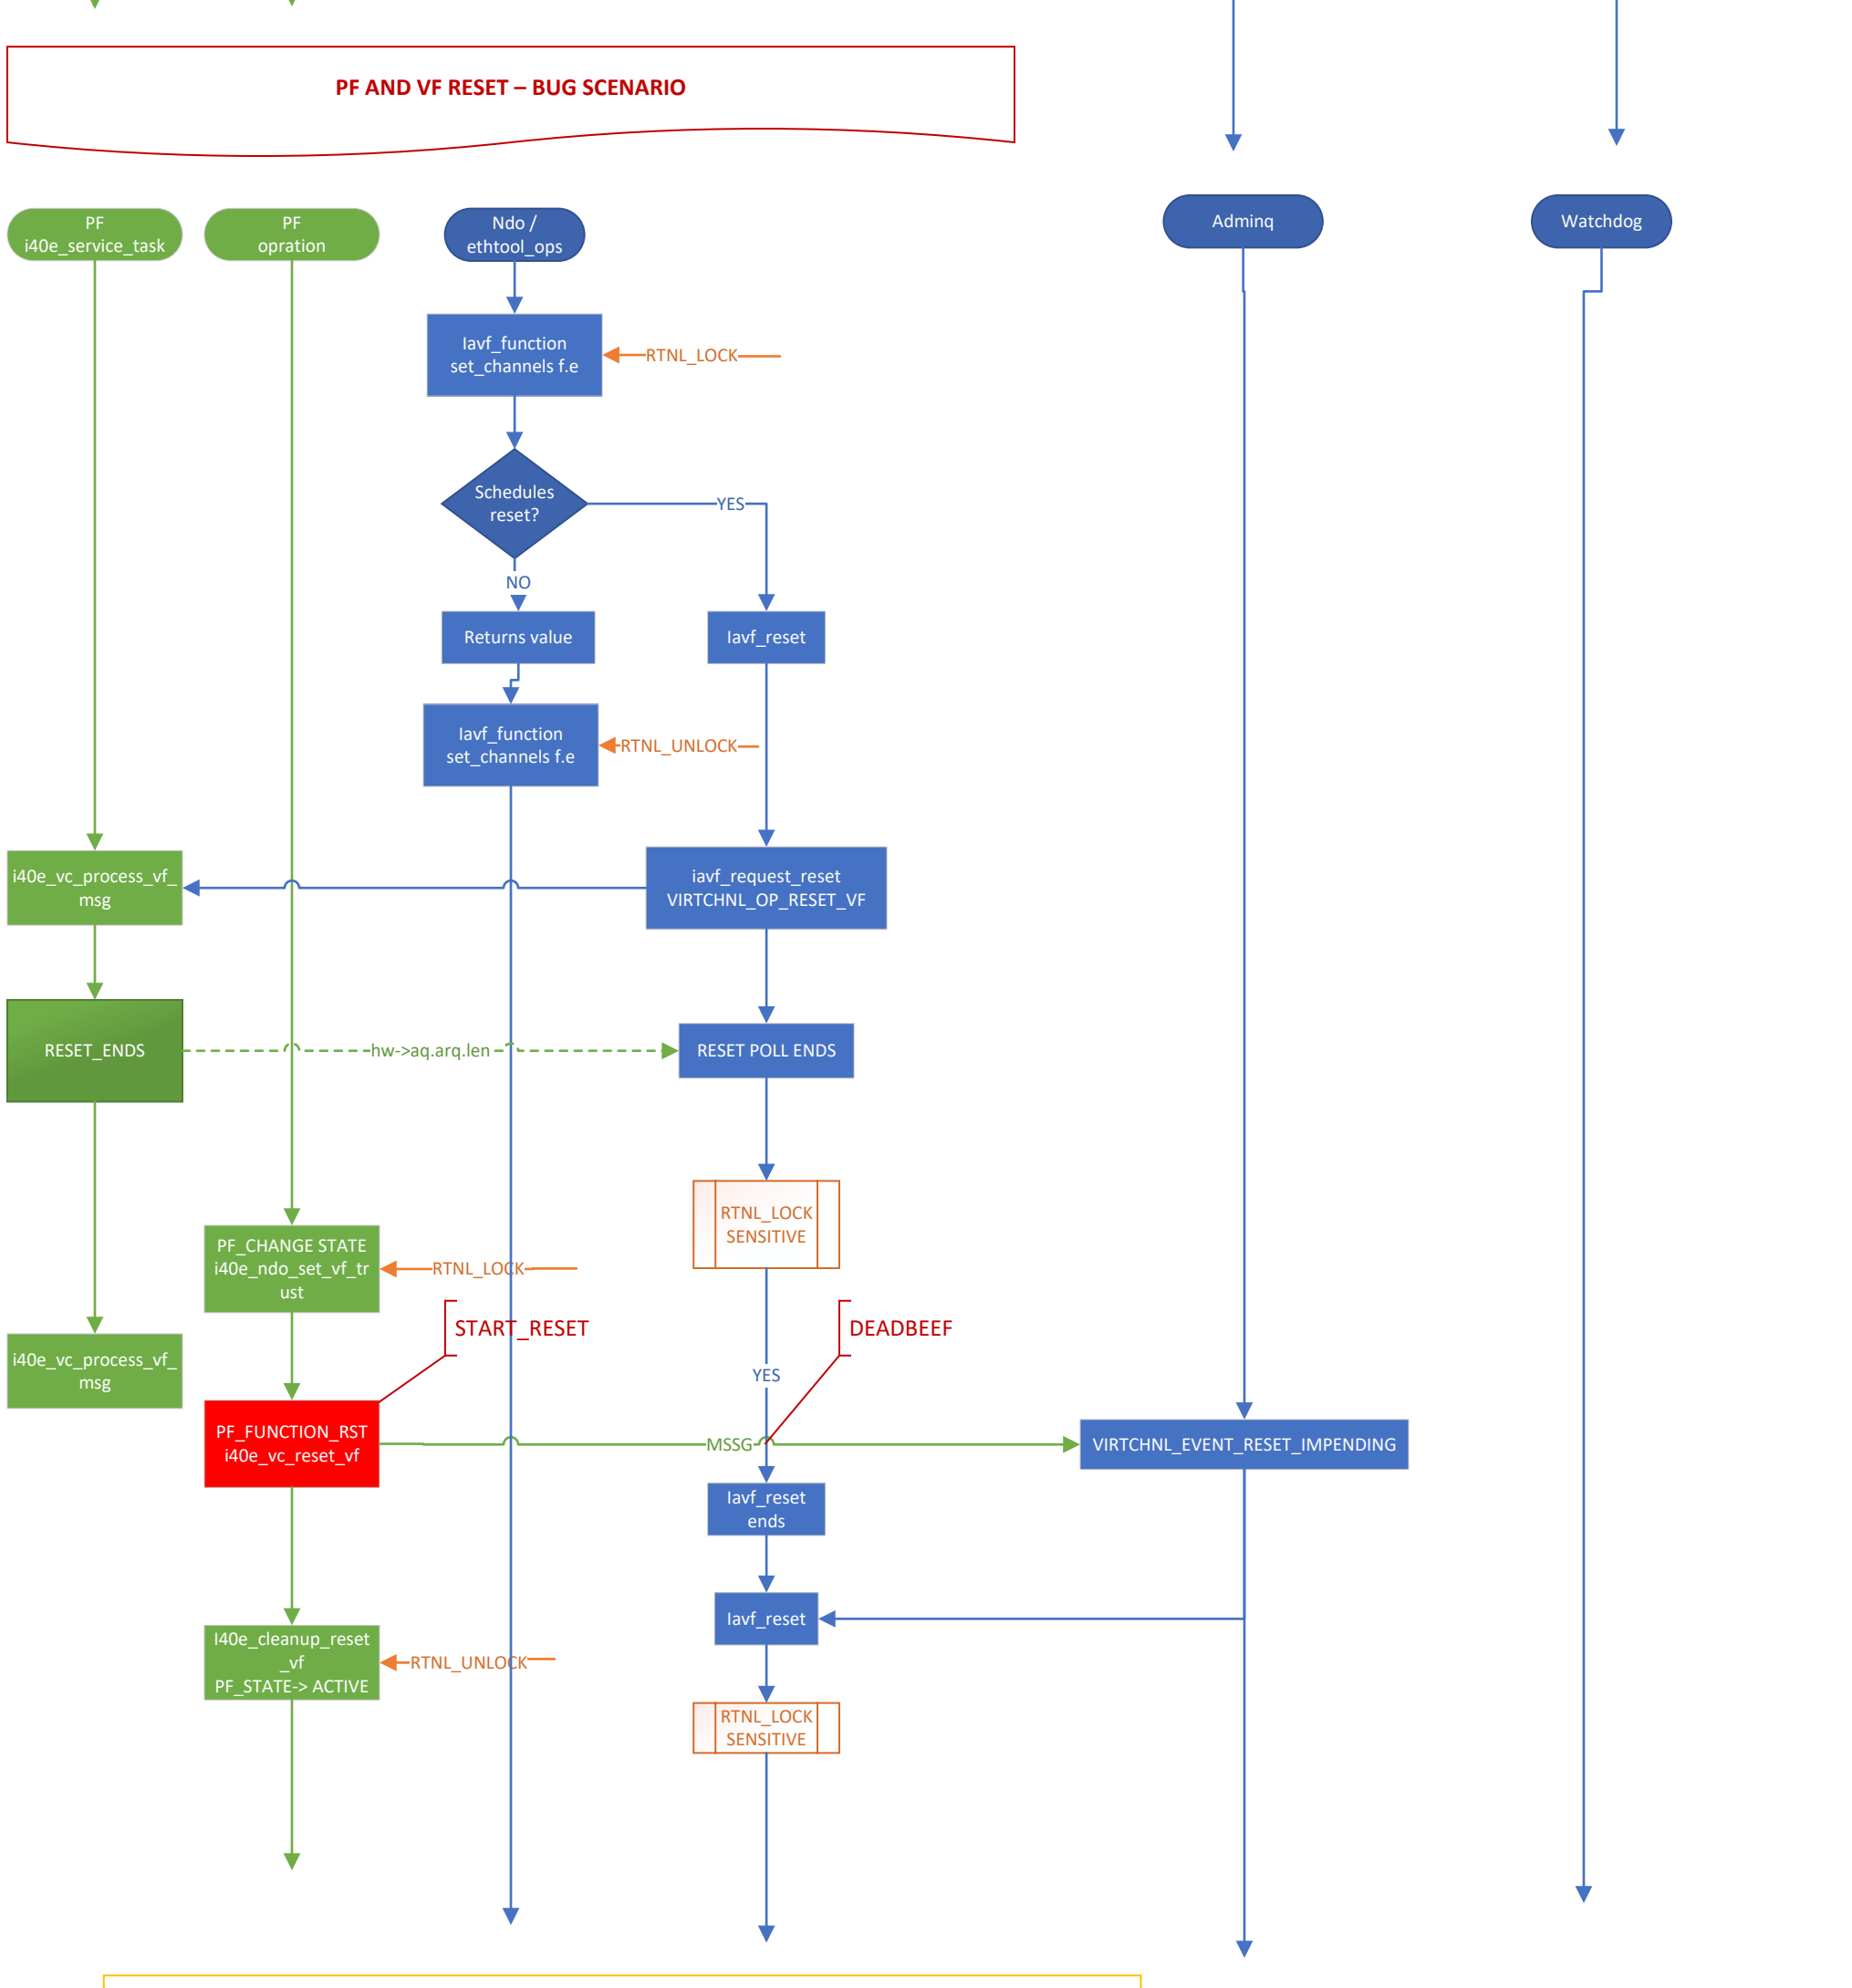 PF AND VF RESET – BUG SCENARIO
PF
i40e_service_task
PF
opration
Ndo /
ethtool_ops
Adminq
Watchdog
Iavf_function
set_channels f.e
RTNL_LOCK
Schedules
reset?
YES
NO
Returns value
Iavf_reset
Iavf_function
set_channels f.e
RTNL_UNLOCK
i40e_vc_process_vf_
msg
iavf_request_reset
VIRTCHNL_OP_RESET_VF
RESET_ENDS
hw->aq.arq.len
RESET POLL ENDS
RTNL_LOCK
SENSITIVE
PF_CHANGE STATE
i40e_ndo_set_vf_tr
ust
RTNL_LOCK
START_RESET
DEADBEEF
i40e_vc_process_vf_
msg
YES
PF_FUNCTION_RST
i40e_vc_reset_vf
MSSG
VIRTCHNL_EVENT_RESET_IMPENDING
Iavf_reset
ends
Iavf_reset
I40e_cleanup_reset
_vf
PF_STATE-> ACTIVE
RTNL_UNLOCK
RTNL_LOCK
SENSITIVE